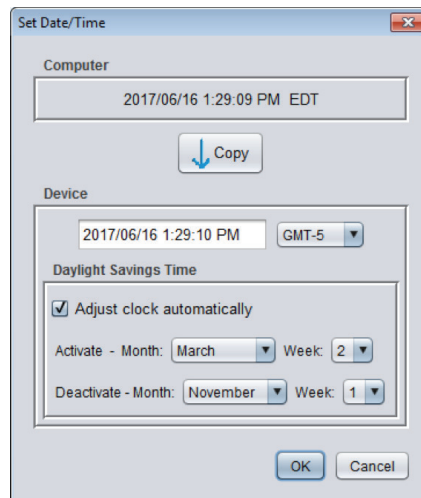 Set Date/Time
Computer
2017/06/16 1:29:09 PM EDT
Copy
Device
2017/06/16 1:29:10 PM GMT-5
Daylight Savings Time
Adjust clock automatically
Activate - Month: March Week: 2
Deactivate - Month: November Week: 1
OK Cancel